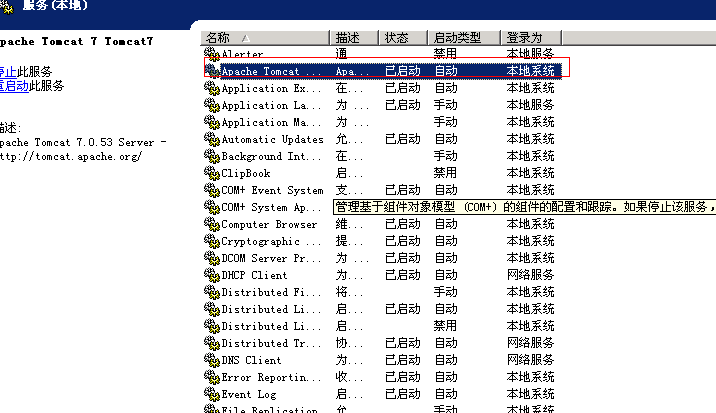 服务(本地)
pache Tomcat 7 Tomcat7
停止此服务
重启动此服务
描述:
pache Tomcat 7.0.53 Server -
ttp://tomcat.apache.org/
名称 描述 状态 启动类型 登录为
Alerter 通 禁用 本地服务
Apache Tomcat ... Apa... 已启动 自动 本地系统
Application Ex... 在... 已启动 自动 本地系统
Application La... 为 ... 已启动 手动 本地服务
Application Ma... 为 ... 手动 本地系统
Automatic Updates 允... 已启动 自动 本地系统
Background Int... 在... 手动 本地系统
ClipBook 启... 禁用 本地系统
COM+ Event System 支... 已启动 自动 本地系统
COM+ System Ap... 管理基于组件对象模型 (COM+) 的组件的配置和跟踪。如果停止该服务，
Computer Browser 维... 已启动 自动 本地系统
Cryptographic ... 提... 已启动 自动 本地系统
DCOM Server Pr... 为 ... 已启动 自动 本地系统
DHCP Client 为... 已启动 自动 网络服务
Distributed Fi... 将... 手动 本地系统
Distributed Li... 启... 已启动 自动 本地系统
Distributed Li... 启... 禁用 本地系统
Distributed Tr... 协... 已启动 自动 网络服务
DNS Client 为... 已启动 自动 网络服务
Error Reportin... 收... 已启动 自动 本地系统
Event Log 启... 已启动 自动 本地系统
File Replication 允 手动 本地系统